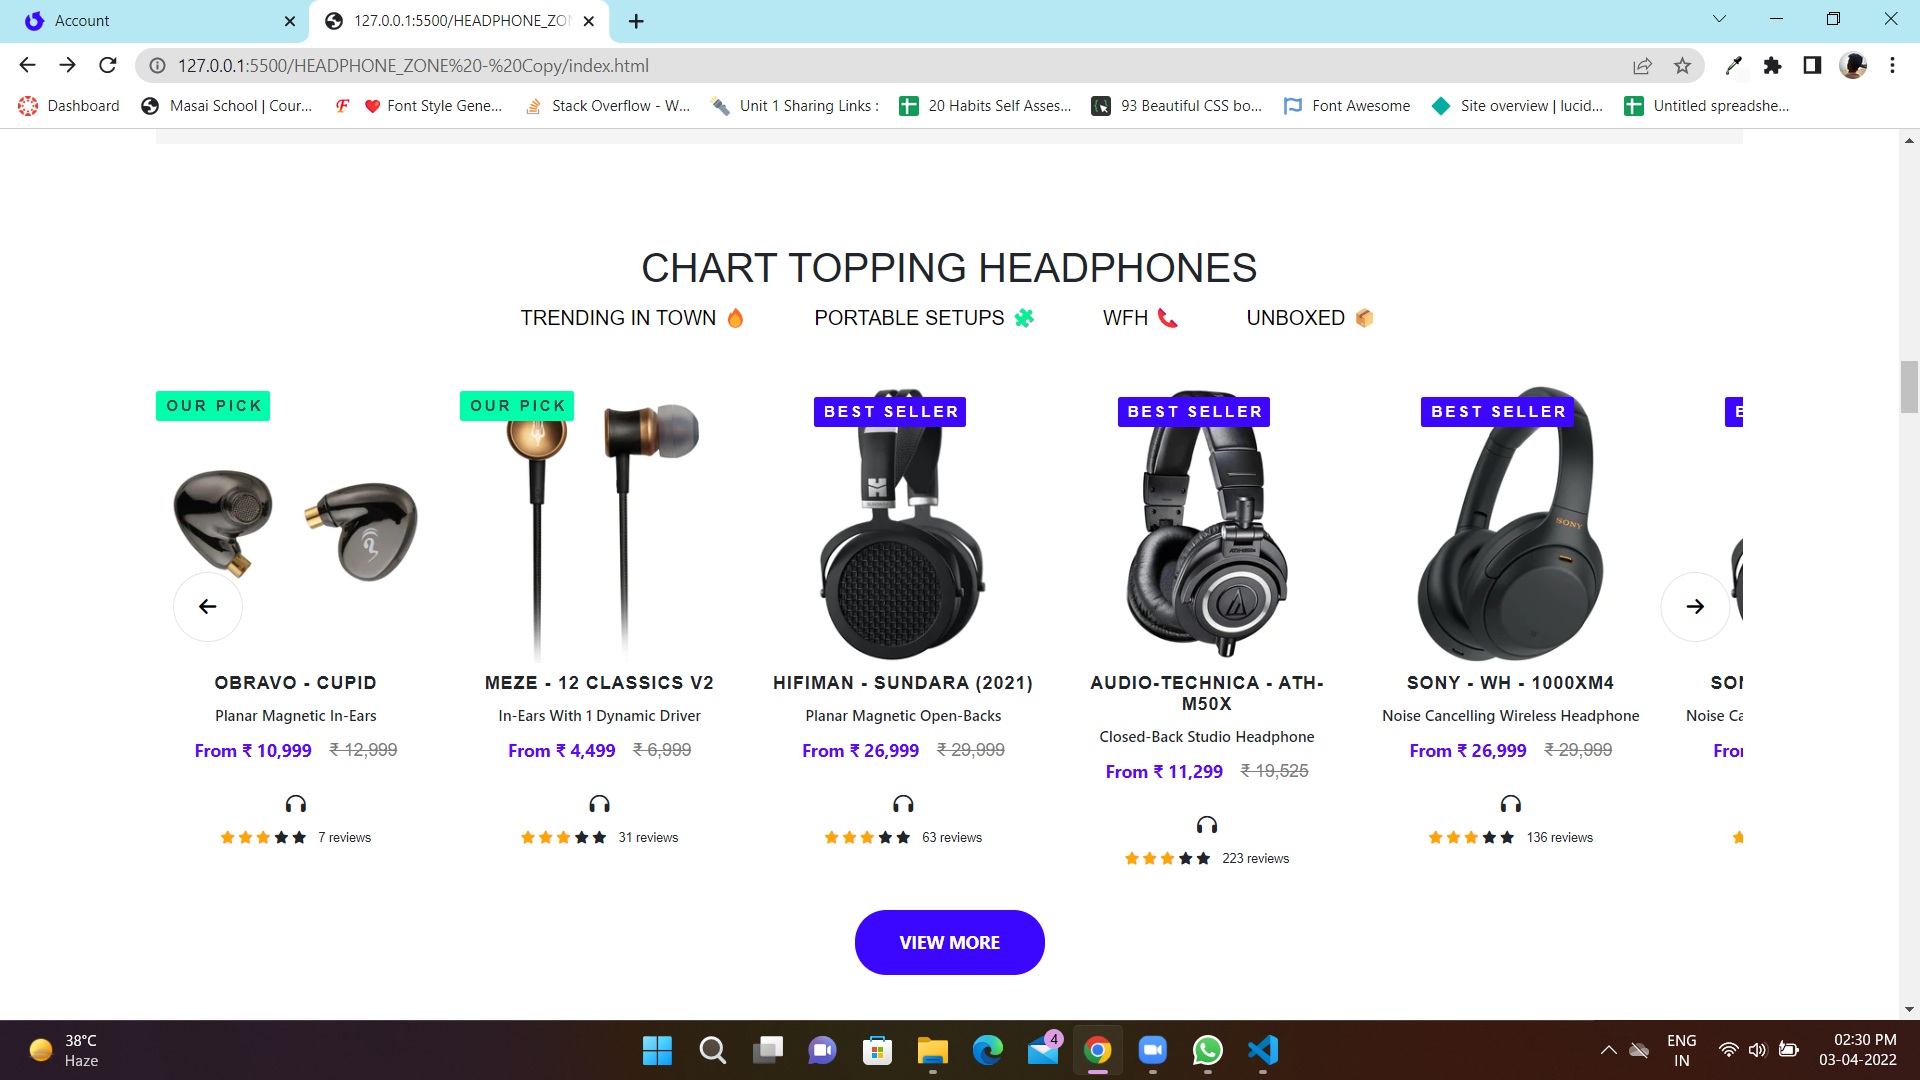 Account
127.0.0.1:5500/HEADPHONE_ZO
127.0.0.1:5500/HEADPHONE_ZONE%20-%20Copy/index.html
Dashboard
Masai School | Cour...
Font Style Gene...
Stack Overflow - W...
Unit 1 Sharing Links :
20 Habits Self Asses...
93 Beautiful CSS bo...
Font Awesome
Site overview | lucid...
Untitled spreadshe...
CHART TOPPING HEADPHONES
TRENDING IN TOWN 🔥
PORTABLE SETUPS 🧩
WFH 📞
UNBOXED 📦
OUR PICK
OUR PICK
BEST SELLER
BEST SELLER
BEST SELLER
SONY
OBRAVO - CUPID
Planar Magnetic In-Ears
From ₹ 10,999 ₹ 12,999
7 reviews
MEZE - 12 CLASSICS V2
In-Ears With 1 Dynamic Driver
From ₹ 4,499 ₹ 6,999
31 reviews
HIFIMAN - SUNDARA (2021)
Planar Magnetic Open-Backs
From ₹ 26,999 ₹ 29,999
63 reviews
AUDIO-TECHNICA - ATH-
M50X
Closed-Back Studio Headphone
From ₹ 11,299 ₹ 19,525
223 reviews
SONY - WH - 1000XM4
Noise Cancelling Wireless Headphone
From ₹ 26,999 ₹ 29,999
136 reviews
Noise Ca
VIEW MORE
38°C
Haze
4
ENG
IN
02:30 PM
03-04-2022